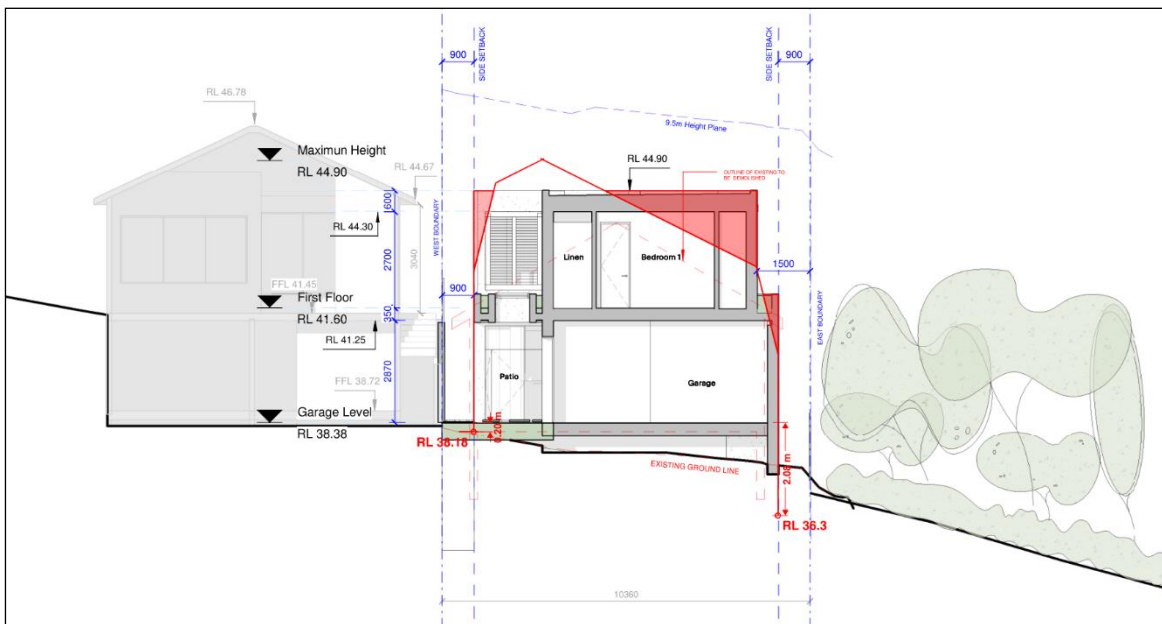 900
SIDE SETBACK
SIDE SETBACK
900
RL 46.78
9.5m Height Plane
Maximun Height
RL 44.90
RL 44.67
RL 44.90
OUTLINE OF EXISTING TO
BE DEMOLISHED
600
RL 44.30
WEST BOUNDARY
2700
3040
Linen
Bedroom 1
1500
FFL 41.45
900
First Floor
RL 41.60
350
RL 41.25
EAST BOUNDARY
2870
Patio
Garage
FFL 38.72
Garage Level
RL 38.38
RL 38.18
0.20 m
EXISTING GROUND LINE
2.08 m
RL 36.3
10360